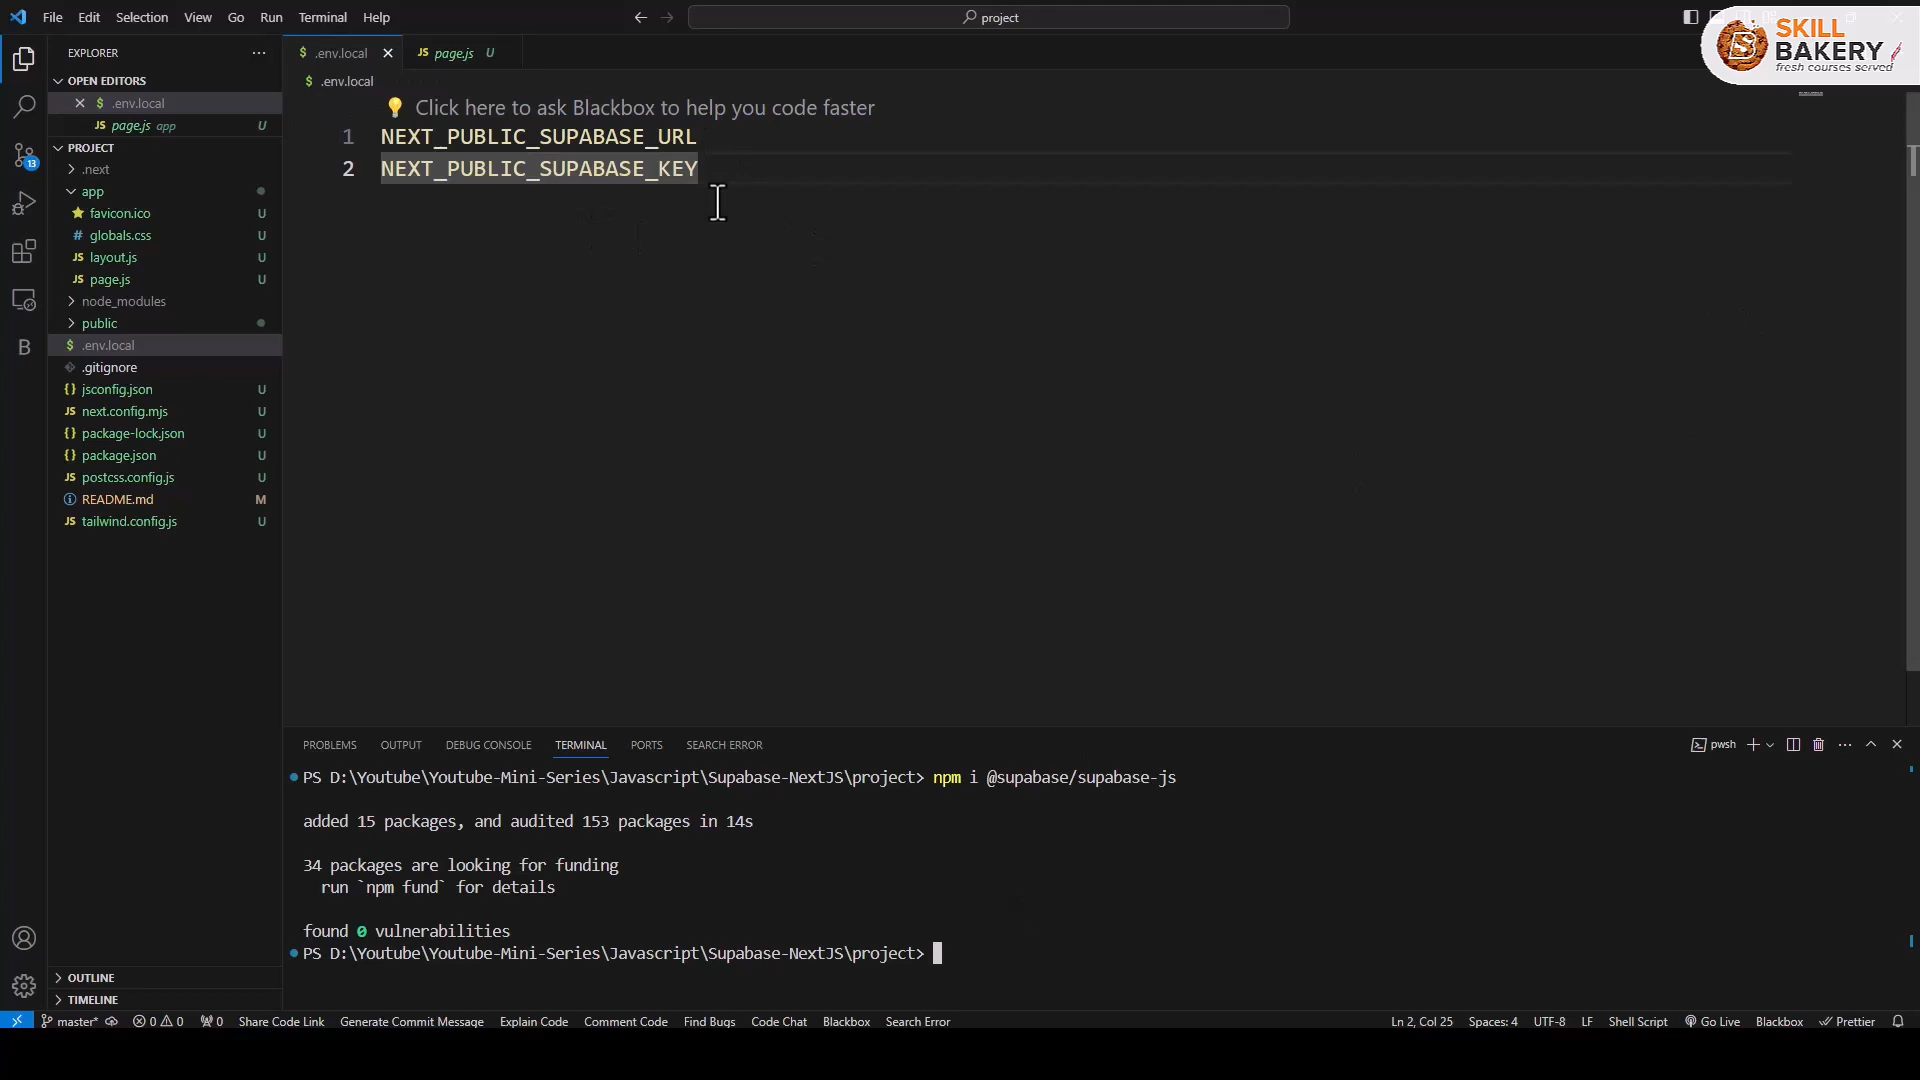 File Edit Selection View Go Run Terminal Help
project
SKILL
BAKERY
fresh courses served
EXPLORER
.env.local
page.js U
OPEN EDITORS
.env.local
page.js app U
.env.local
Click here to ask Blackbox to help you code faster
1 NEXT_PUBLIC_SUPABASE_URL
2 NEXT_PUBLIC_SUPABASE_KEY
13
PROJECT
.next
app
favicon.ico U
globals.css U
layout.js U
page.js U
node_modules
public
.env.local
.gitignore
jsconfig.json U
next.config.mjs U
package-lock.json U
package.json U
postcss.config.js U
README.md M
tailwind.config.js U
PROBLEMS OUTPUT DEBUG CONSOLE TERMINAL PORTS SEARCH ERROR
pwsh
PS D:\Youtube\Youtube-Mini-Series\Javascript\Supabase-NextJS\project> npm i @supabase/supabase-js
added 15 packages, and audited 153 packages in 14s
34 packages are looking for funding
run `npm fund` for details
found 0 vulnerabilities
PS D:\Youtube\Youtube-Mini-Series\Javascript\Supabase-NextJS\project>
OUTLINE
TIMELINE
master* 0 0 0 Share Code Link Generate Commit Message Explain Code Comment Code Find Bugs Code Chat Blackbox Search Error Ln 2, Col 25 Spaces: 4 UTF-8 LF Shell Script Go Live Blackbox Prettier